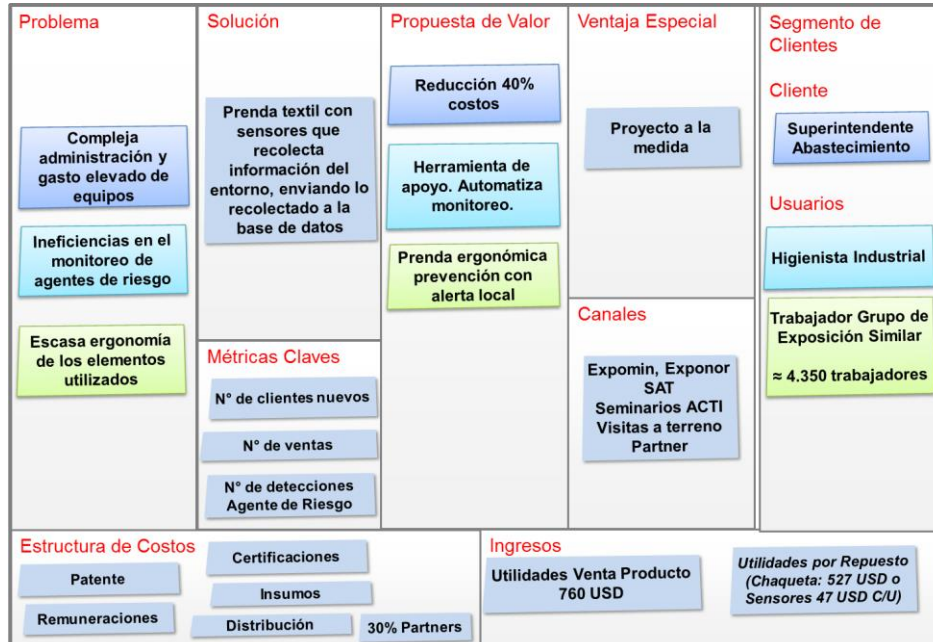 Problema
Compleja
administración y
gasto elevado de
equipos
Ineficiencias en el
monitoreo de
agentes de riesgo
Escasa ergonomía
de los elementos
utilizados
Solución
Prenda textil con
sensores que
recolecta
información del
entorno, enviando lo
recolectado a la
base de datos
Métricas Claves
N° de clientes nuevos
N° de ventas
N° de detecciones
Agente de Riesgo
Propuesta de Valor
Reducción 40%
costos
Herramienta de
apoyo. Automatiza
monitoreo.
Prenda ergonómica
prevención con
alerta local
Ventaja Especial
Proyecto a la
medida
Canales
Expomin, Exponor
SAT
Seminarios ACTI
Visitas a terreno
Partner
Segmento de
Clientes
Cliente
Superintendente
Abastecimiento
Usuarios
Higienista Industrial
Trabajador Grupo de
Exposición Similar
≈ 4.350 trabajadores
Estructura de Costos
Patente
Remuneraciones
Certificaciones
Insumos
Distribución
30% Partners
Ingresos
Utilidades Venta Producto
760 USD
Utilidades por Repuesto
(Chaqueta: 527 USD o
Sensores 47 USD C/U)